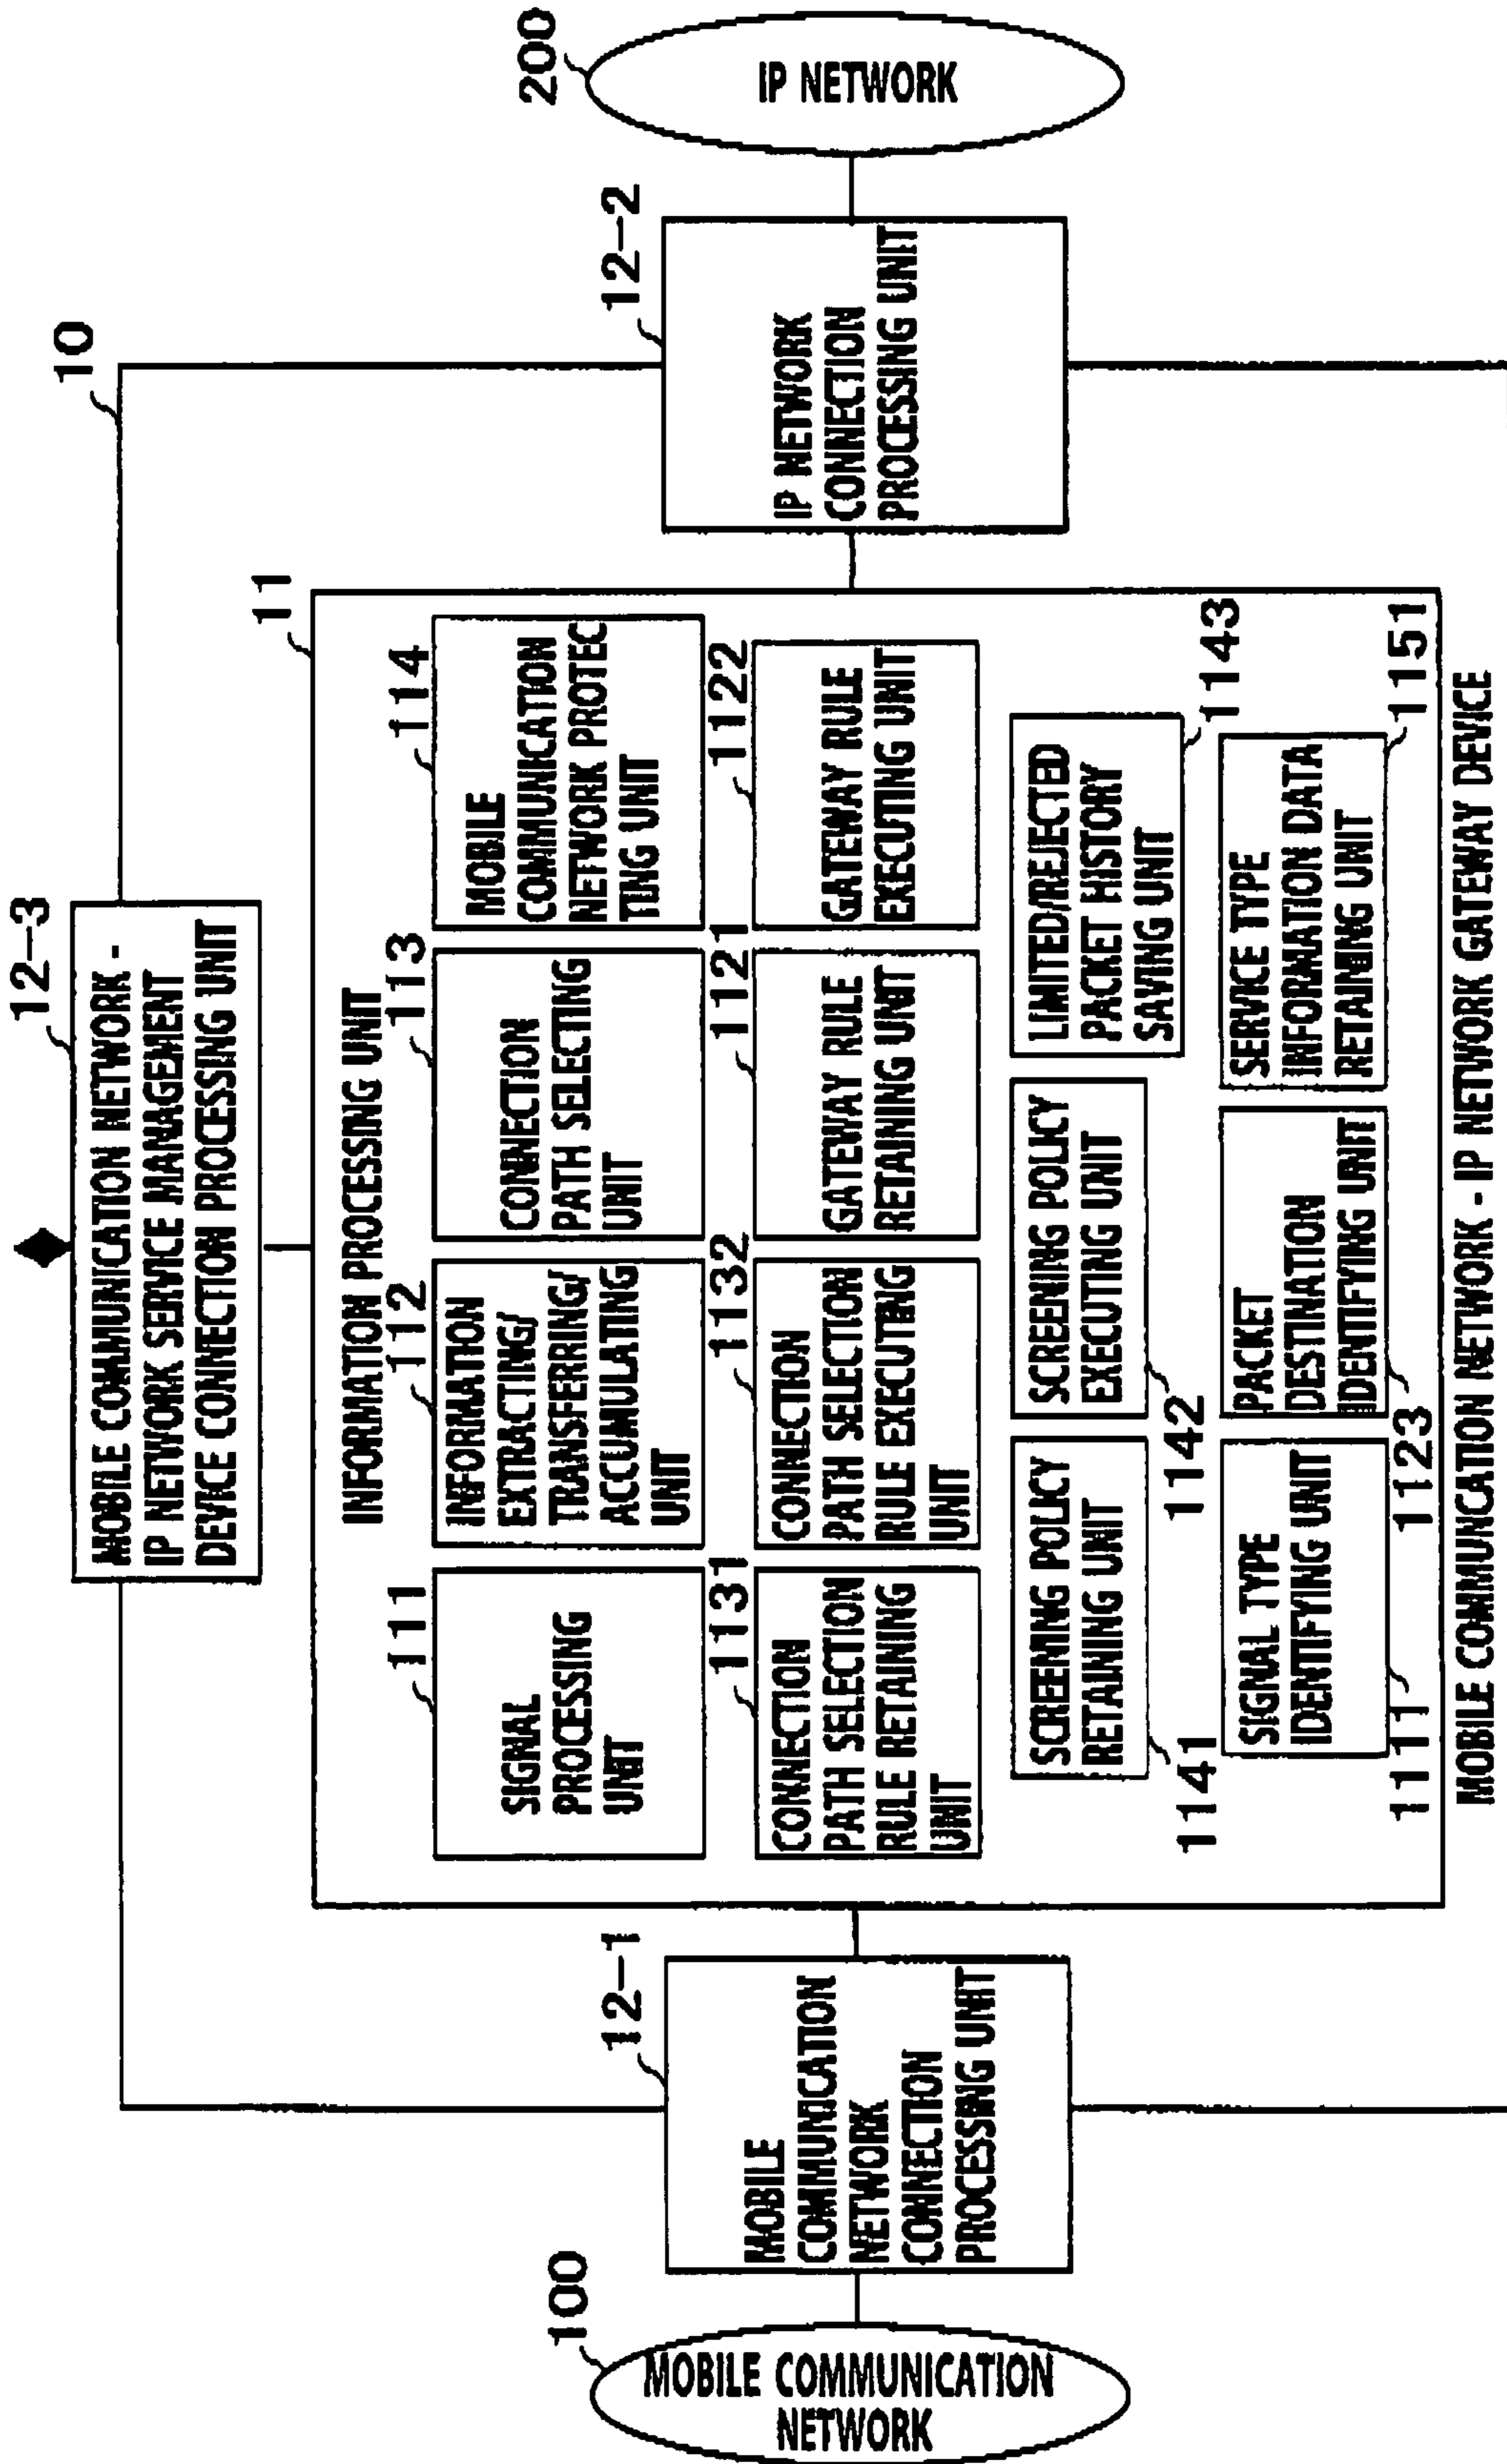 12-3
MOBILE COMMUNICATION NETWORK -
IP NETWORK SERVICE MANAGEMENT
DEVICE CONNECTION PROCESSING UNIT
10
11
INFORMATION PROCESSING UNIT
111
SIGNAL
PROCESSING
UNIT
112
INFORMATION
EXTRACTING/
TRANSFERRING/
ACCUMULATING
UNIT
113
CONNECTION
PATH SELECTING
UNIT
114
MOBILE
COMMUNICATION
NETWORK PROTEC
TING UNIT
1131
CONNECTION
PATH SELECTION
RULE RETAINING
UNIT
1132
CONNECTION
PATH SELECTION
RULE EXECUTING
UNIT
1121
GATEWAY RULE
RETAINING UNIT
1122
GATEWAY RULE
EXECUTING UNIT
SCREENING POLICY
RETAINING UNIT
1141
SCREENING POLICY
EXECUTING UNIT
1142
LIMITED/REJECTED
PACKET HISTORY
SAVING UNIT
1143
SIGNAL TYPE
IDENTIFYING UNIT
1111
PACKET
DESTINATION
IDENTIFYING UNIT
1123
SERVICE TYPE
INFORMATION DATA
RETAINING UNIT
1151
100
MOBILE COMMUNICATION
NETWORK
12-1
MOBILE
COMMUNICATION
NETWORK
CONNECTION
PROCESSING UNIT
12-2
IP NETWORK
CONNECTION
PROCESSING UNIT
200
IP NETWORK
MOBILE COMMUNCATION NETWORK - IP NETWORK GATEWAY DEVICE